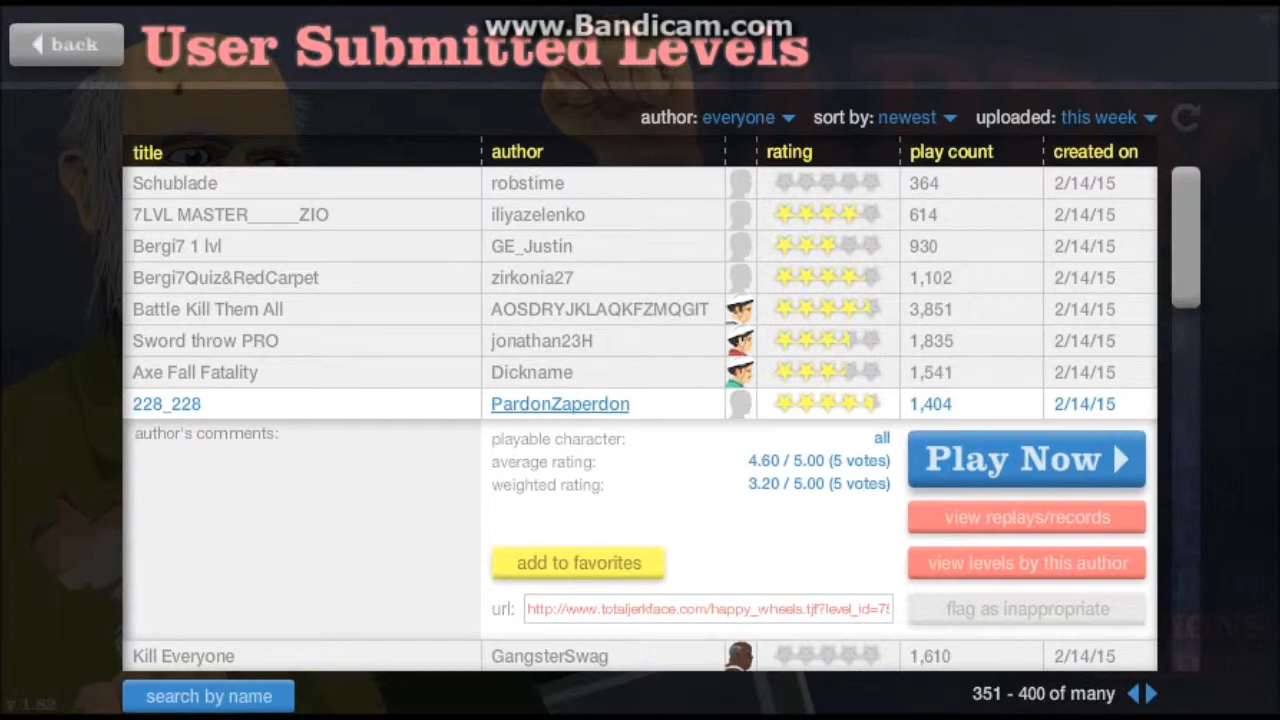 www.Bandicam.com
back
User Submitted Levels
author: everyone sort by: newest uploaded: this week
title author rating play count created on
Schublade robstime 364 2/14/15
7LVL MASTER_____ZIO iliyazelenko 614 2/14/15
Bergi7 1 lvl GE_Justin 930 2/14/15
Bergi7Quiz&RedCarpet zirkonia27 1,102 2/14/15
Battle Kill Them All AOSDRYJKLAQKFZMQGIT 3,851 2/14/15
Sword throw PRO jonathan23H 1,835 2/14/15
Axe Fall Fatality Dickname 1,541 2/14/15
228_228 PardonZaperdon 1,404 2/14/15
author's comments:
playable character: all
average rating: 4.60 / 5.00 (5 votes)
weighted rating: 3.20 / 5.00 (5 votes)
Play Now
view replays/records
add to favorites
view levels by this author
url: http://www.totaljerkface.com/happy_wheels.tjf?level_id=75
flag as inappropriate
Kill Everyone GangsterSwag 1,610 2/14/15
search by name
351 - 400 of many
v 1.82